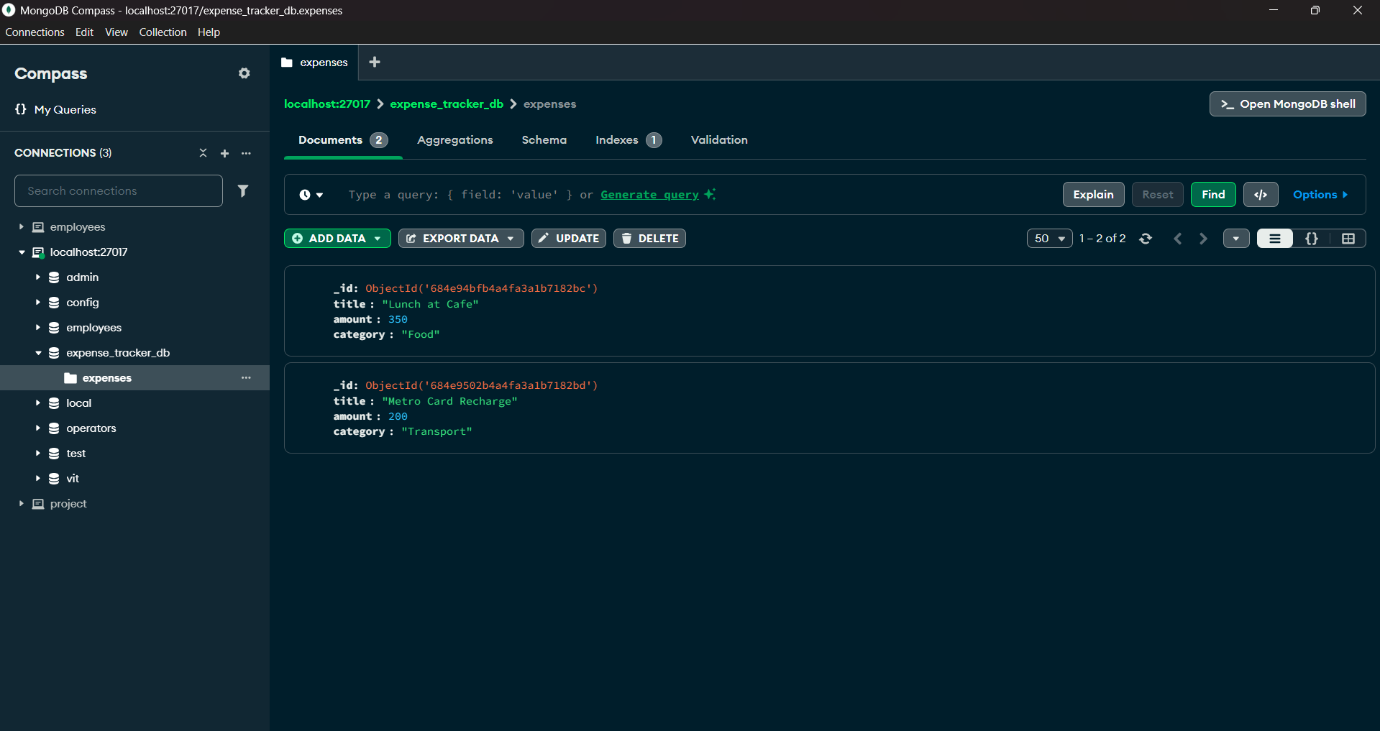 MongoDB Compass - localhost:27017/expense_tracker_db.expenses
Connections Edit View Collection Help
Compass
{} My Queries
CONNECTIONS (3)
Search connections
employees
localhost:27017
admin
config
employees
expense_tracker_db
expenses
local
operators
test
vit
project
expenses
localhost:27017 > expense_tracker_db > expenses
>_ Open MongoDB shell
Documents 2 Aggregations Schema Indexes 1 Validation
Type a query: { field: 'value' } or Generate query
Explain Reset Find </> Options
ADD DATA EXPORT DATA UPDATE DELETE
50 1 – 2 of 2 {}
_id: ObjectId('684e94bfb4a4fa3a1b7182bc')
title : "Lunch at Cafe"
amount : 350
category : "Food"
_id: ObjectId('684e9502b4a4fa3a1b7182bd')
title : "Metro Card Recharge"
amount : 200
category : "Transport"